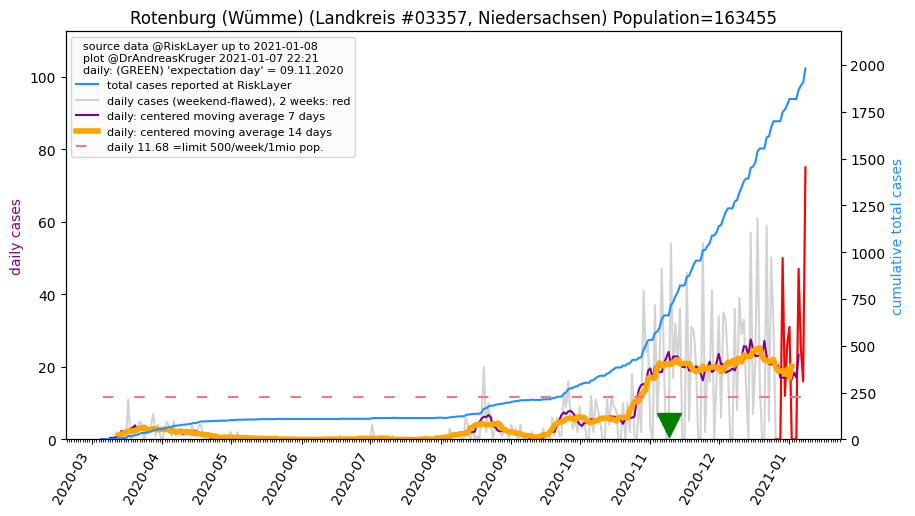 Rotenburg (Wümme) (Landkreis #03357, Niedersachsen) Population=163455
source data @RiskLayer up to 2021-01-08
plot @DrAndreasKruger 2021-01-07 22:21
daily: (GREEN) 'expectation day' = 09.11.2020
total cases reported at RiskLayer
daily cases (weekend-flawed), 2 weeks: red
daily: centered moving average 7 days
daily: centered moving average 14 days
daily 11.68 =limit 500/week/1mio pop.
daily cases
100
80
60
40
20
0
cumulative total cases
2000
1750
1500
1250
1000
750
500
250
0
2020-03
2020-04
2020-05
2020-06
2020-07
2020-08
2020-09
2020-10
2020-11
2020-12
2021-01